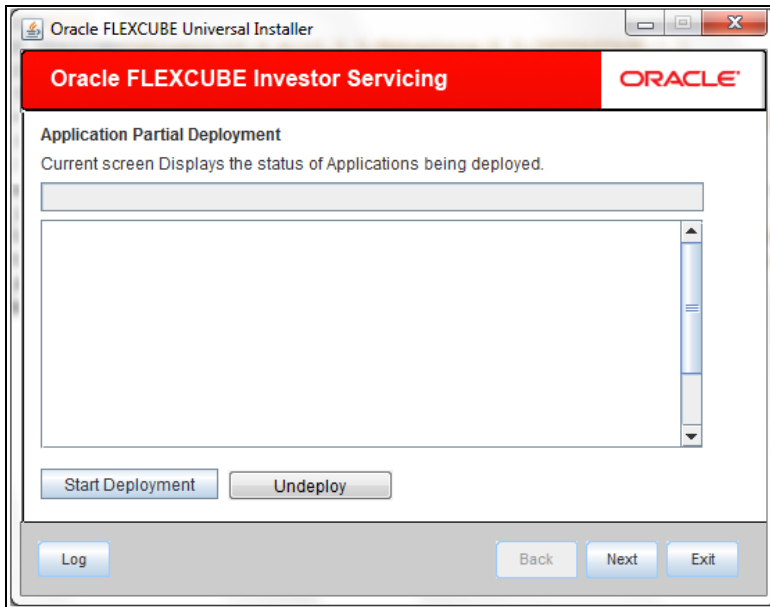 Oracle FLEXCUBE Universal Installer
Oracle FLEXCUBE Investor Servicing
ORACLE
Application Partial Deployment
Current screen Displays the status of Applications being deployed.
Start Deployment
Undeploy
Log
Back
Next
Exit